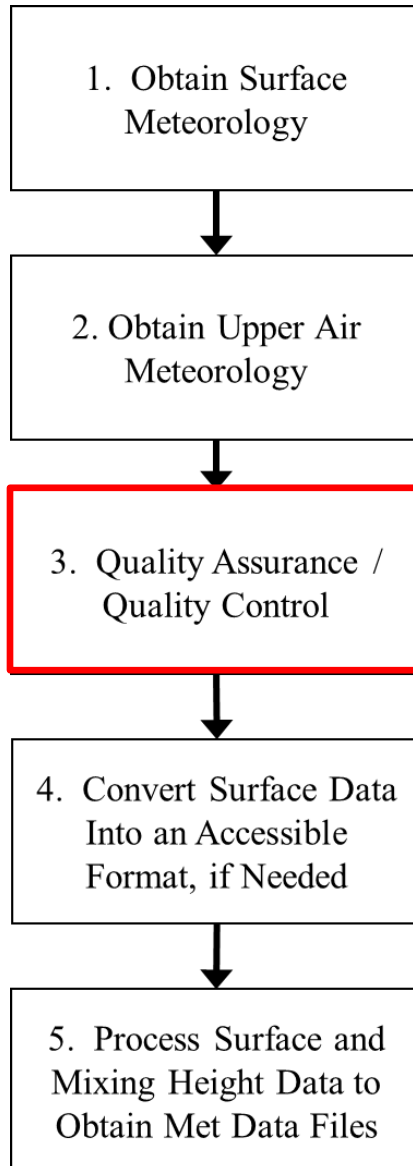 1. Obtain Surface
Meteorology
2. Obtain Upper Air
Meteorology
3. Quality Assurance /
Quality Control
4. Convert Surface Data
Into an Accessible
Format, if Needed
5. Process Surface and
Mixing Height Data to
Obtain Met Data Files